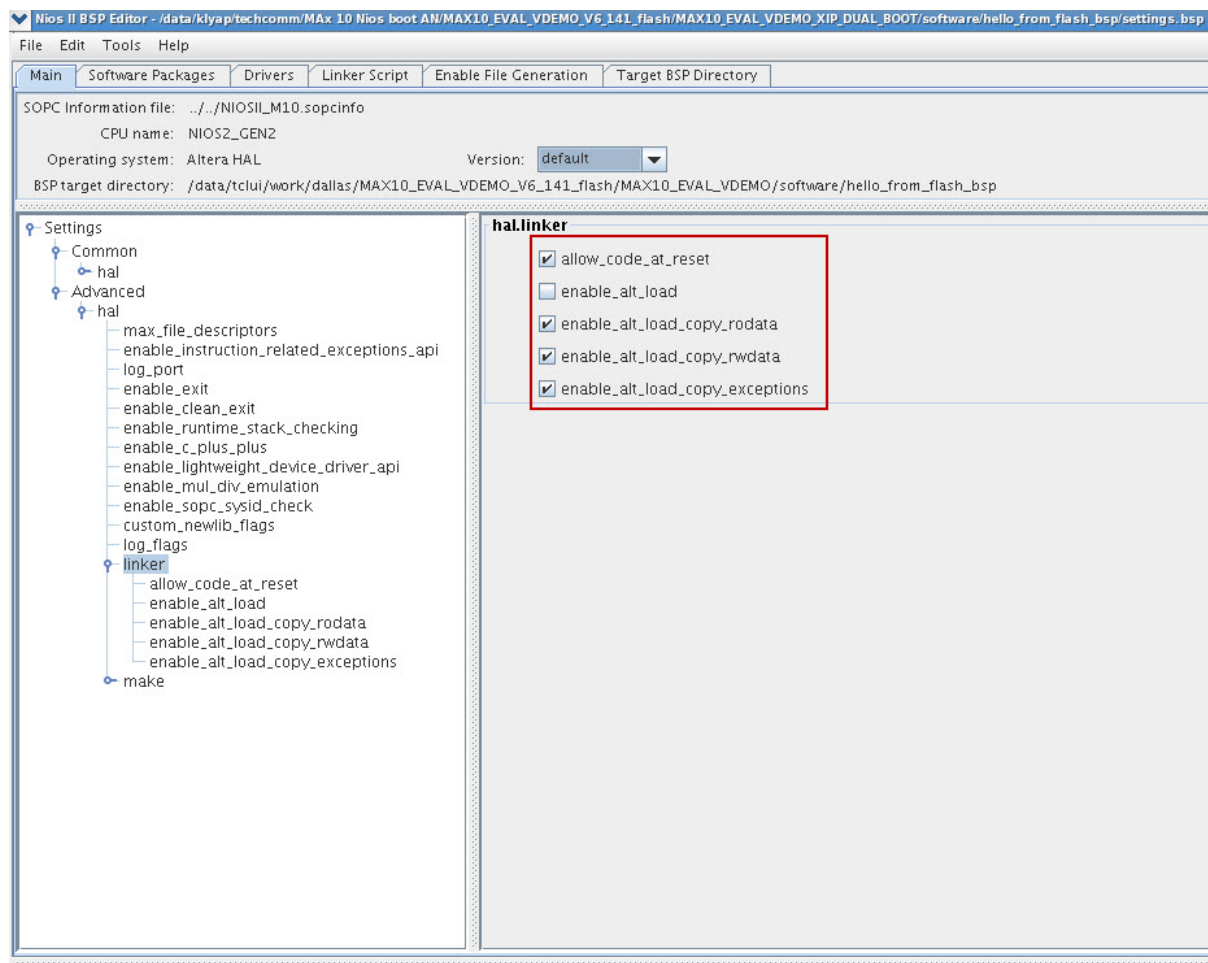 Nios II BSP Editor - /data/klyap/techcomm/MAx 10 Nios boot AN/MAX10_EVAL_VDEMO_V6_141_flash/MAX10_EVAL_VDEMO_XIP_DUAL_BOOT/software/hello_from_flash_bsp/settings.bsp
File Edit Tools Help
Main Software Packages Drivers Linker Script Enable File Generation Target BSP Directory
SOPC Information file: ../../NIOSII_M10.sopcinfo
CPU name: NIOS2_GEN2
Operating system: Altera HAL Version: default
BSP target directory: /data/tclui/work/dallas/MAX10_EVAL_VDEMO_V6_141_flash/MAX10_EVAL_VDEMO/software/hello_from_flash_bsp
Settings
Common
hal
Advanced
hal
max_file_descriptors
enable_instruction_related_exceptions_api
log_port
enable_exit
enable_clean_exit
enable_runtime_stack_checking
enable_c_plus_plus
enable_lightweight_device_driver_api
enable_mul_div_emulation
enable_sopc_sysid_check
custom_newlib_flags
log_flags
linker
allow_code_at_reset
enable_alt_load
enable_alt_load_copy_rodata
enable_alt_load_copy_rwdata
enable_alt_load_copy_exceptions
make
hal.linker
allow_code_at_reset
enable_alt_load
enable_alt_load_copy_rodata
enable_alt_load_copy_rwdata
enable_alt_load_copy_exceptions